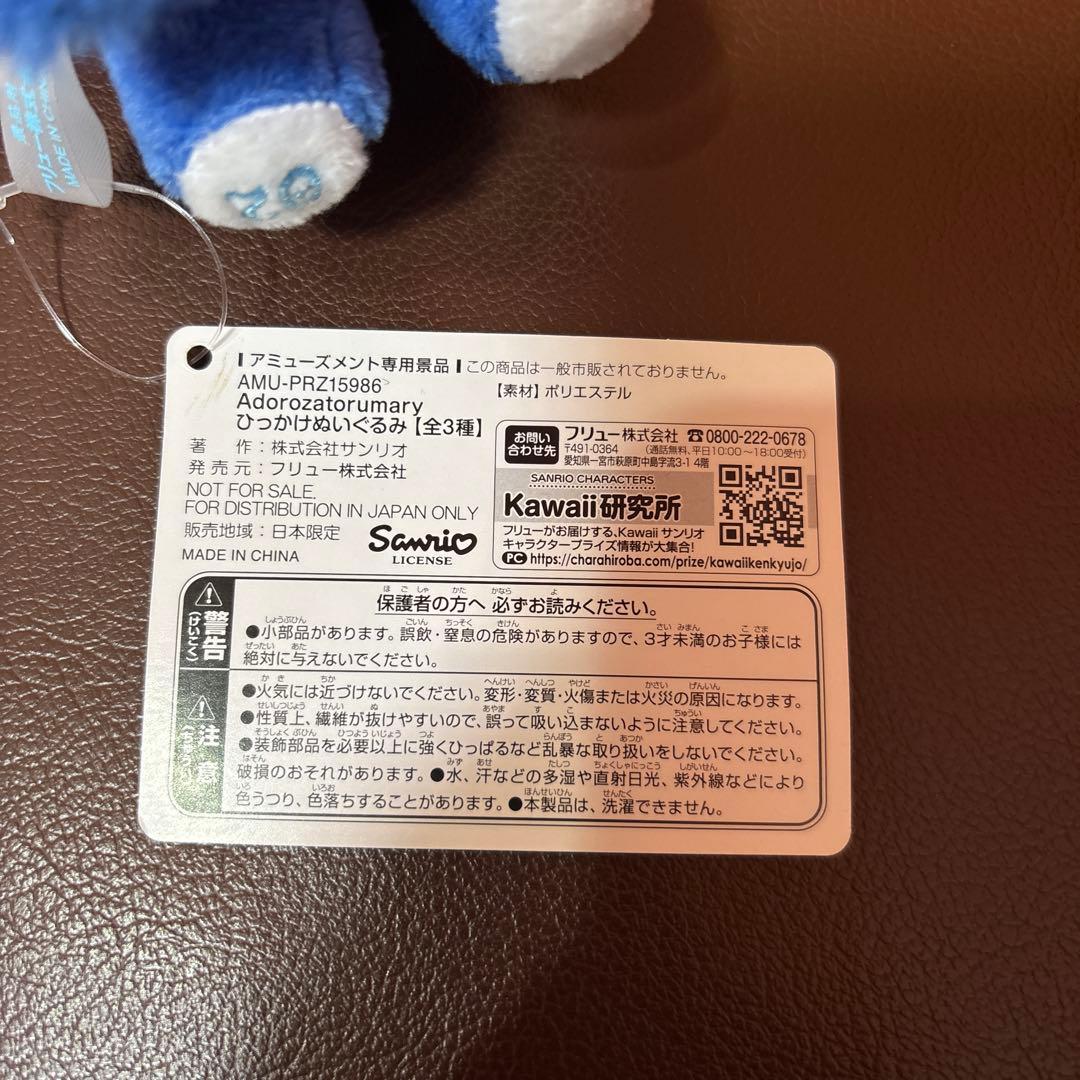 フリュー株式会社
MADE IN CHINA
アミューズメント専用景品 この商品は一般市販されておりません。
AMU-PRZ15986
【素材】ポリエステル
Adorozatorumary
ひっかけぬいぐるみ【全3種】
著 作：株式会社サンリオ
発売元：フリュー株式会社
NOT FOR SALE.
FOR DISTRIBUTION IN JAPAN ONLY
販売地域：日本限定
MADE IN CHINA
Sanrio
LICENSE
お問い合わせ先
フリュー株式会社 ☎0800-222-0678
〒491-0364 （通話無料、平日10:00～18:00受付）
愛知県一宮市萩原町中島字流3-1 4階
SANRIO CHARACTERS
Kawaii研究所
フリューがお届けする、Kawaii サンリオ
キャラクタープライズ情報が大集合！
PC https://charahiroba.com/prize/kawaiikenkyujo/
警告
(けいこく)
保護者の方へ 必ずお読みください。
●小部品があります。誤飲・窒息の危険がありますので、3才未満のお子様には
絶対に与えないでください。
注意
●火気には近づけないでください。変形・変質・火傷または火災の原因になります。
●性質上、繊維が抜けやすいので、誤って吸い込まないように注意してください。
●装飾部品を必要以上に強くひっぱるなど乱暴な取り扱いをしないでください。
破損のおそれがあります。●水、汗などの多湿や直射日光、紫外線などにより
色うつり、色落ちすることがあります。●本製品は、洗濯できません。